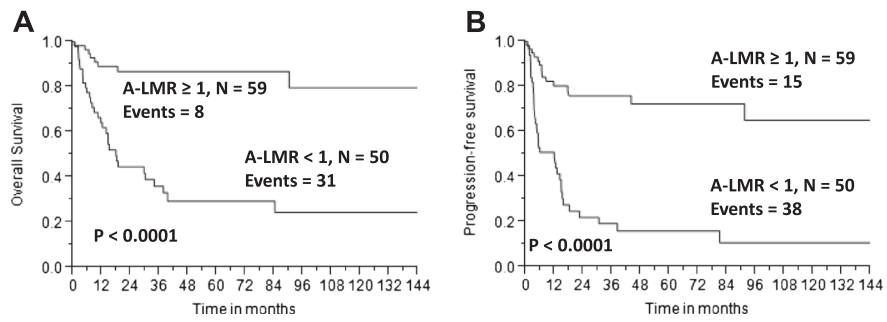 A
1.0
0.8
0.6
0.4
0.2
0.0
Overall Survival
A-LMR ≥ 1, N = 59
Events = 8
A-LMR < 1, N = 50
Events = 31
P < 0.0001
0 12 24 36 48 60 72 84 96 108 120 132 144
Time in months
B
1.0
0.8
0.6
0.4
0.2
0.0
Progression-free survival
A-LMR ≥ 1, N = 59
Events = 15
A-LMR < 1, N = 50
Events = 38
P < 0.0001
0 12 24 36 48 60 72 84 96 108 120 132 144
Time in months